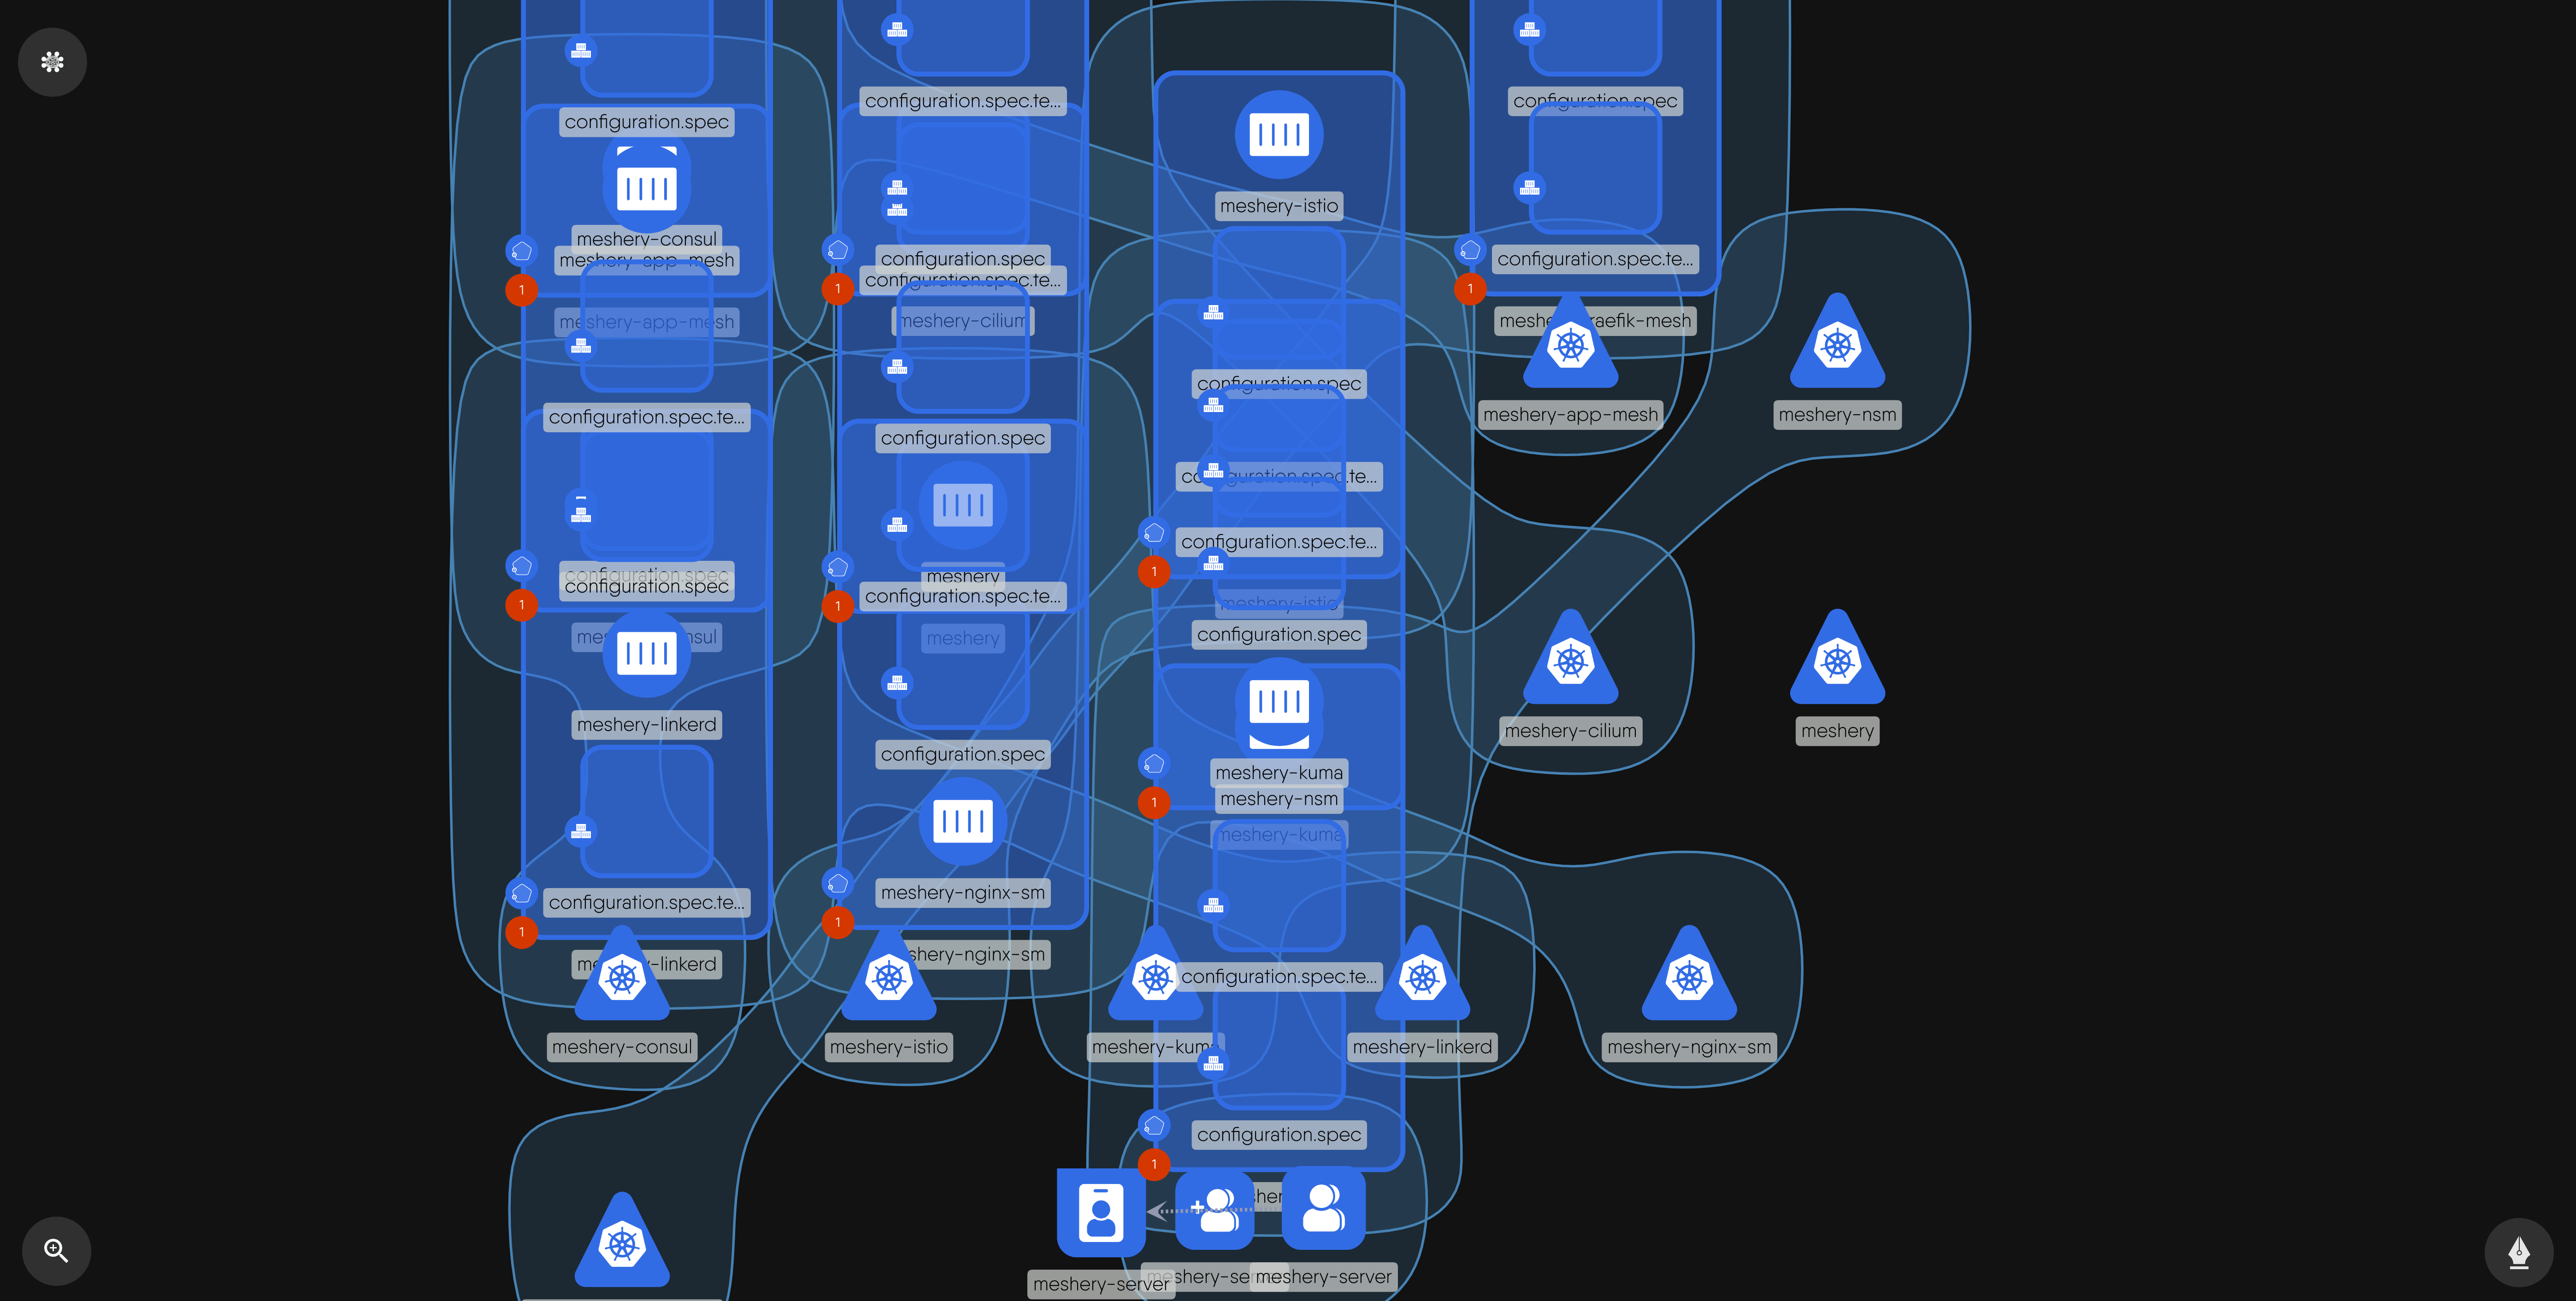 configuration.spec.te...
configuration.spec
configuration.spec
meshery-istio
meshery-consul
meshery-app-mesh
configuration.spec
configuration.spec.te...
configuration.spec.te...
1
1
1
meshery-app-mesh
meshery-cilium
raefik-mesh
configuration.spec
meshery-app-mesh
meshery-nsm
configuration.spec.te...
configuration.spec
configuration.spec.te...
configuration.spec.te...
1
configuration.spec
meshery
configuration.spec
configuration.spec.te...
1
1
meshery-istio
configuration.spec
meshery
meshery-linkerd
meshery-cilium
meshery
configuration.spec
meshery-kuma
meshery-nsm
1
meshery-kuma
meshery-nginx-sm
configuration.spec.te...
1
1
-linkerd
shery-nginx-sm
configuration.spec.te...
meshery-consul
meshery-istio
meshery-kuma
meshery-linkerd
meshery-nginx-sm
configuration.spec
1
meshery-server
meshery-server